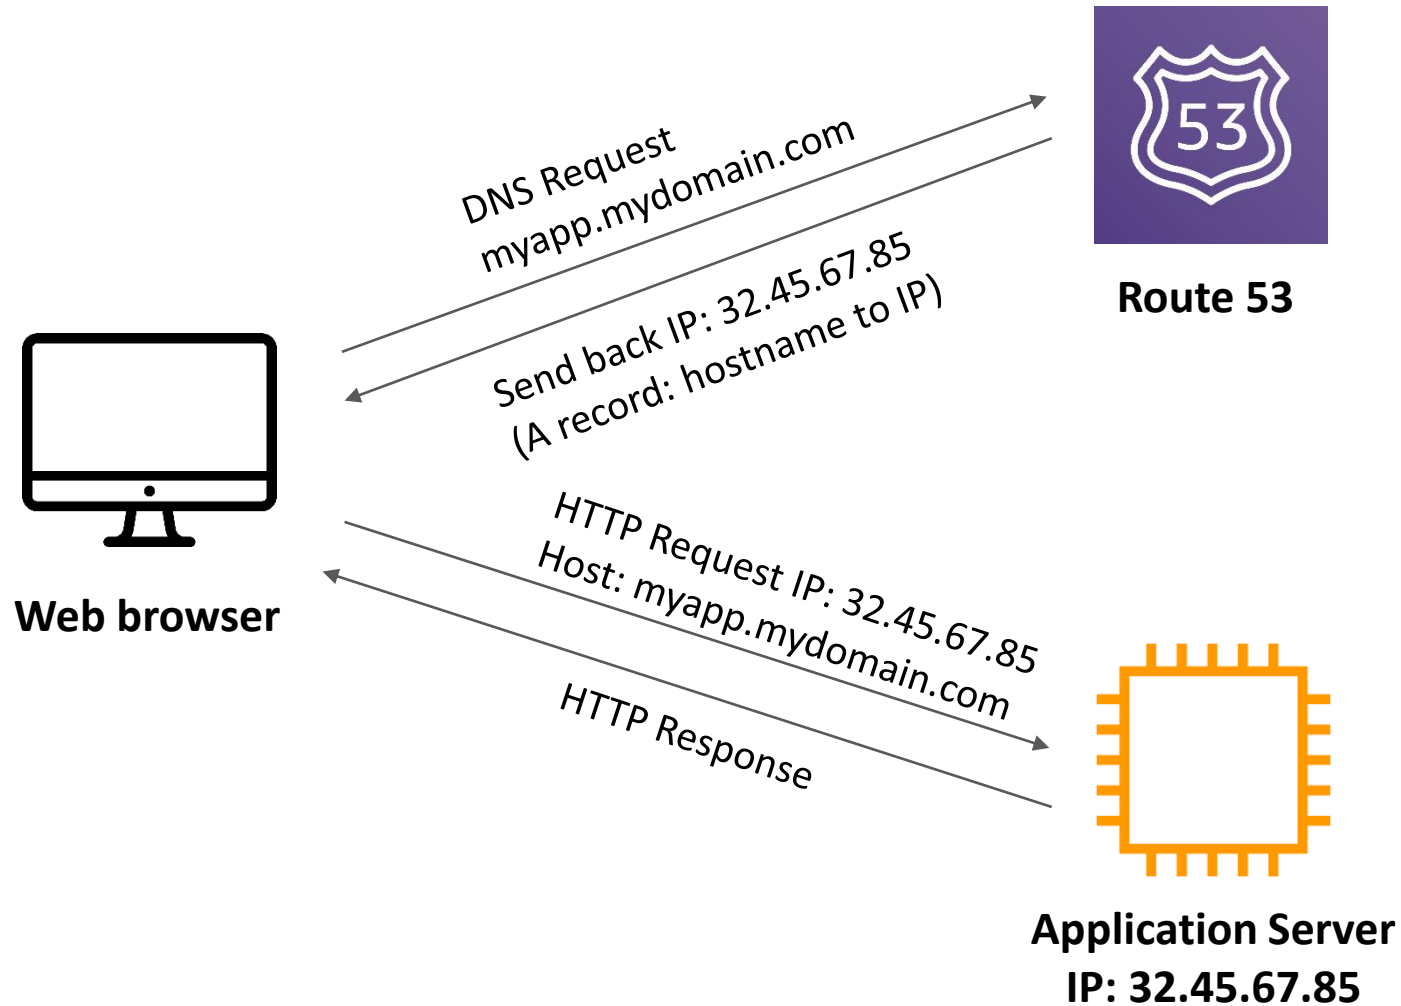 53
DNS Request
myapp.mydomain.com
Route 53
Send back IP: 32.45.67.85
(A record: hostname to IP)
Web browser
HTTP Request IP: 32.45.67.85
Host: myapp.mydomain.com
HTTP Response
Application Server
IP: 32.45.67.85